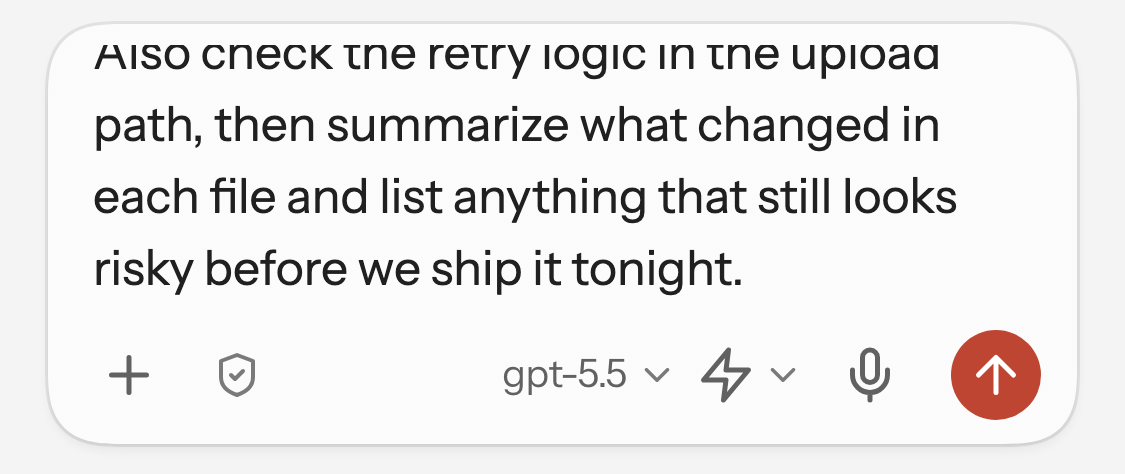 Also check the retry logic in the upload
path, then summarize what changed in
each file and list anything that still looks
risky before we ship it tonight.
gpt-5.5